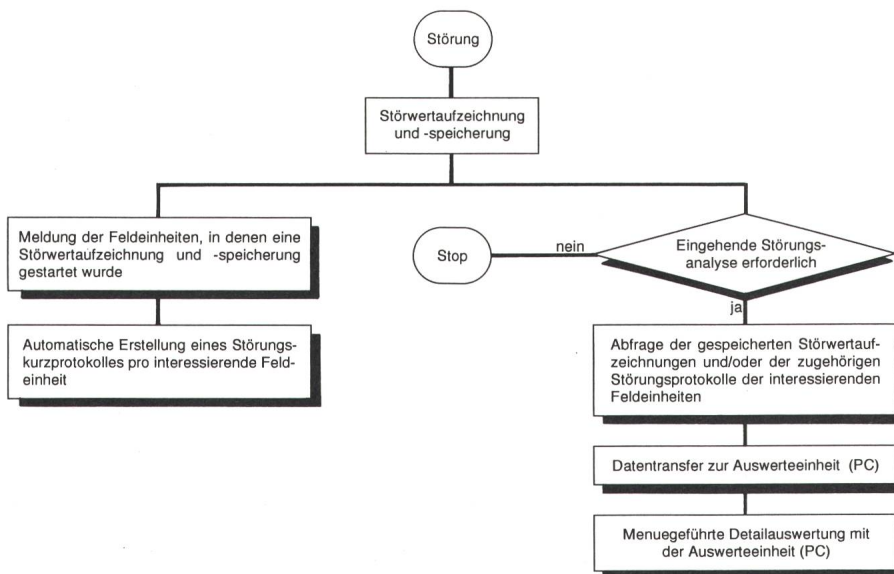 Störung
Störwertaufzeichnung
und -speicherung
Meldung der Feldeinheiten, in denen eine
Störwertaufzeichnung und -speicherung
gestartet wurde
Automatische Erstellung eines Störungs-
kurzprotokolles pro interessierende Feld-
einheit
Stop
nein
Eingehende Störungs-
analyse erforderlich
ja
Abfrage der gespeicherten Störwertauf-
zeichnungen und/oder der zugehörigen
Störungsprotokolle der interessierenden
Feldeinheiten
Datentransfer zur Auswerteeinheit (PC)
Menuegeführte Detailauswertung mit
der Auswerteeinheit (PC)